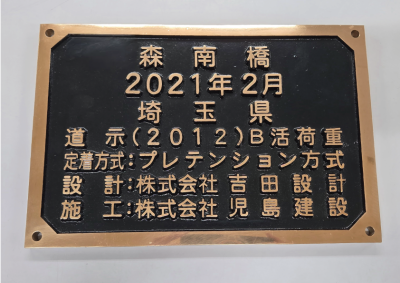 森南橋
2021年2月
埼玉県
道示(2012)B活荷重
定着方式:プレテンション方式
設計:株式会社吉田設計
施工:株式会社児島建設